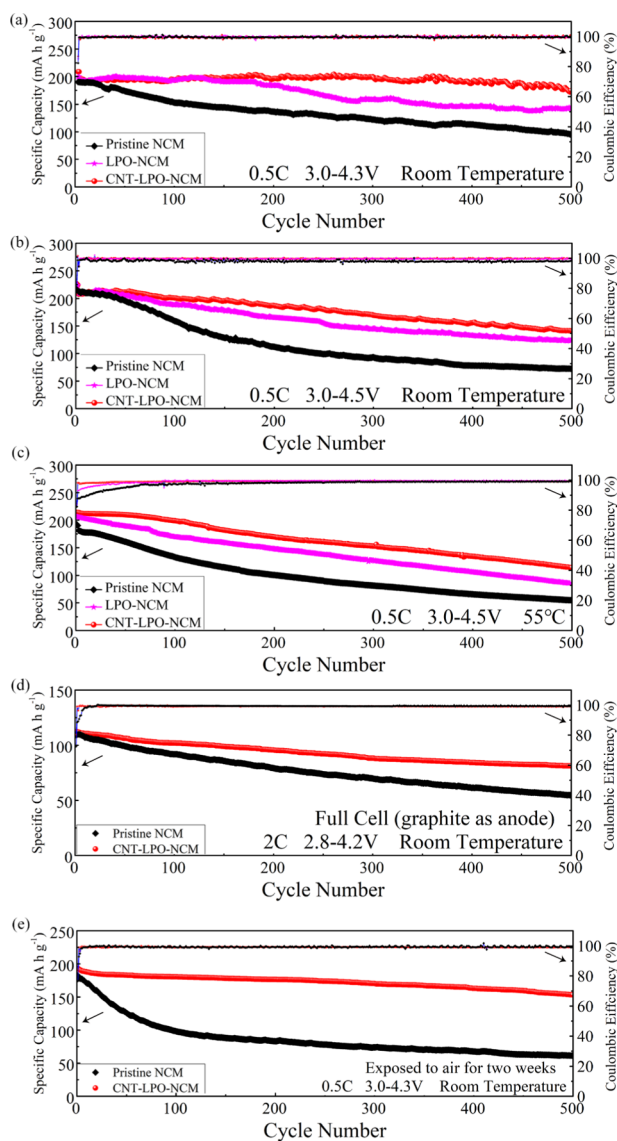 (a)
Specific Capacity (mA h g⁻¹)
300
250
200
150
100
50
0
Pristine NCM
LPO-NCM
CNT-LPO-NCM
0.5C 3.0-4.3V Room Temperature
100
80
60
40
20
0
Coulombic Eiffciency (%)
0 100 200 300 400 500
Cycle Number
(b)
Specific Capacity (mA h g⁻¹)
300
250
200
150
100
50
0
Pristine NCM
LPO-NCM
CNT-LPO-NCM
0.5C 3.0-4.5V Room Temperature
100
80
60
40
20
0
Coulombic Eiffciency (%)
0 100 200 300 400 500
Cycle Number
(c)
Specific Capacity (mA h g⁻¹)
300
250
200
150
100
50
0
Pristine NCM
LPO-NCM
CNT-LPO-NCM
0.5C 3.0-4.5V 55°C
100
80
60
40
20
0
Coulombic Eiffciency (%)
0 100 200 300 400 500
Cycle Number
(d)
Specific Capacity (mA h g⁻¹)
150
100
50
0
Pristine NCM
CNT-LPO-NCM
Full Cell (graphite as anode)
2C 2.8-4.2V Room Temperature
100
80
60
40
20
0
Coulombic Eiffciency (%)
0 100 200 300 400 500
Cycle Number
(e)
Specific Capacity (mA h g⁻¹)
250
200
150
100
50
Pristine NCM
CNT-LPO-NCM
Exposed to air for two weeks
0.5C 3.0-4.3V Room Temperature
100
80
60
40
20
0
Coulombic Eiffciency (%)
0 100 200 300 400 500
Cycle Number